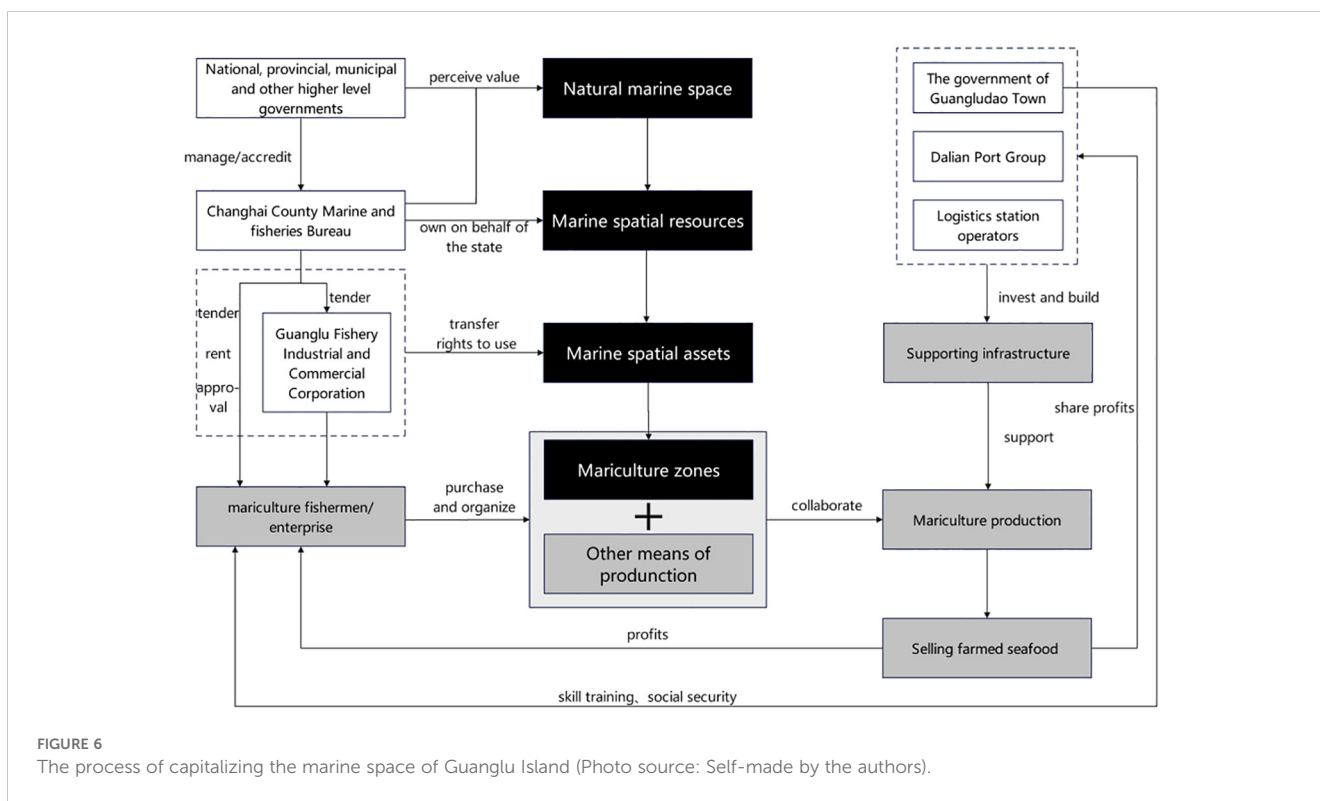 National, provincial, municipal
and other higher level
governments
perceive value
Natural marine space
The government of
Guangludao Town
manage/accredit
Dalian Port Group
Changhai County Marine and
fisheries Bureau
own on behalf of
the state
Marine spatial resources
Logistics station
operators
tender
tender
rent
appro-
val
Guanglu Fishery
Industrial and
Commercial
Corporation
transfer
rights to use
Marine spatial assets
invest and build
Supporting infrastructure
share profits
support
mariculture fishermen/
enterprise
purchase
and organize
Mariculture zones
+
Other means of
produnction
collaborate
Mariculture production
profits
Selling farmed seafood
skill training、social security
FIGURE 6
The process of capitalizing the marine space of Guanglu Island (Photo source: Self-made by the authors).